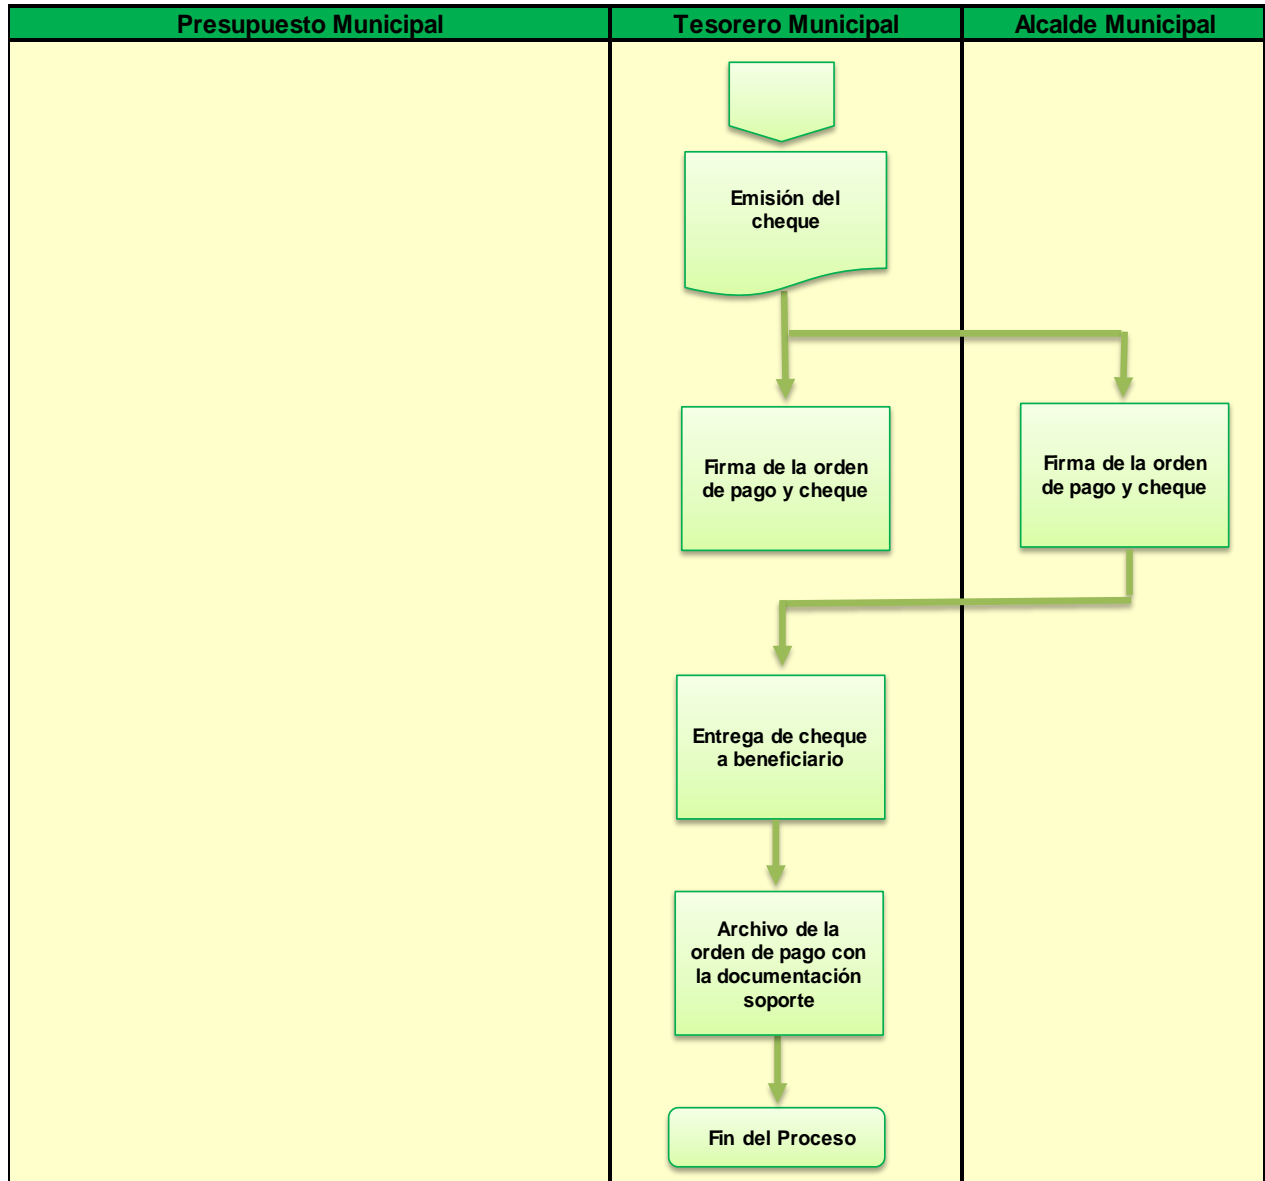 Presupuesto Municipal
Tesorero Municipal
Alcalde Municipal
Emisión del
cheque
Firma de la orden
de pago y cheque
Firma de la orden
de pago y cheque
Entrega de cheque
a beneficiario
Archivo de la
orden de pago con
la documentación
soporte
Fin del Proceso